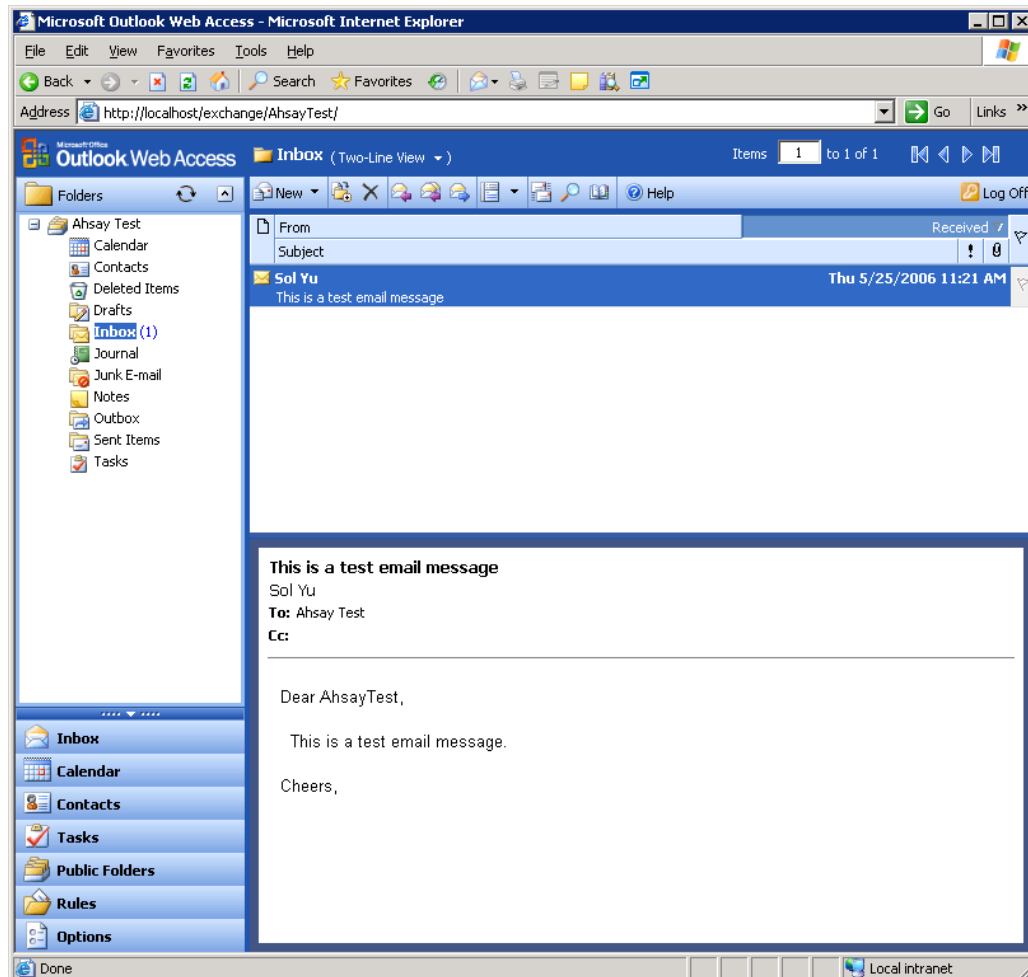 Microsoft Outlook Web Access - Microsoft Internet Explorer
File Edit View Favorites Tools Help
Back Search Favorites
Address http://localhost/exchange/AhsayTest/ Go Links »
Microsoft Office
Outlook Web Access Inbox (Two-Line View) Items 1 to 1 of 1
Folders New Help Log Off
Ahsay Test
Calendar
Contacts
Deleted Items
Drafts
Inbox (1)
Journal
Junk E-mail
Notes
Outbox
Sent Items
Tasks
From Received
Subject
Sol Yu Thu 5/25/2006 11:21 AM
This is a test email message
This is a test email message
Sol Yu
To: Ahsay Test
Cc:
Dear AhsayTest,
This is a test email message.
Cheers,
Inbox
Calendar
Contacts
Tasks
Public Folders
Rules
Options
Done Local intranet